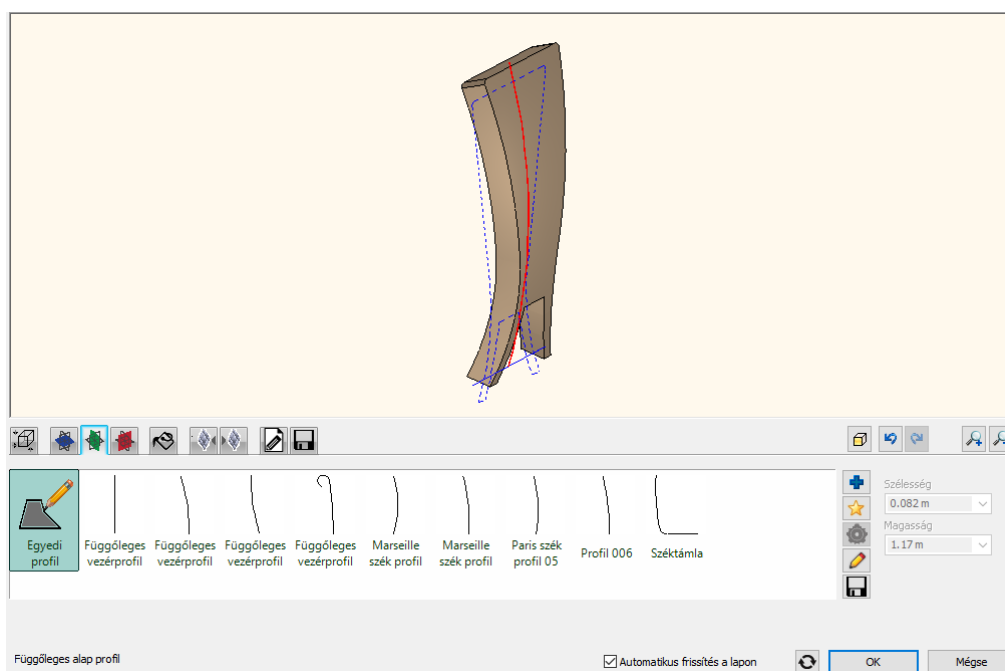 Egyedi
profil
Függőleges
vezérprofil
Függőleges
vezérprofil
Függőleges
vezérprofil
Függőleges
vezérprofil
Marseille
szék profil
Marseille
szék profil
Paris szék
profil 05
Profil 006
Széktámla
Szélesség
0.082 m
Magasság
1.17 m
Függőleges alap profil
Automatikus frissítés a lapon
OK
Mégse